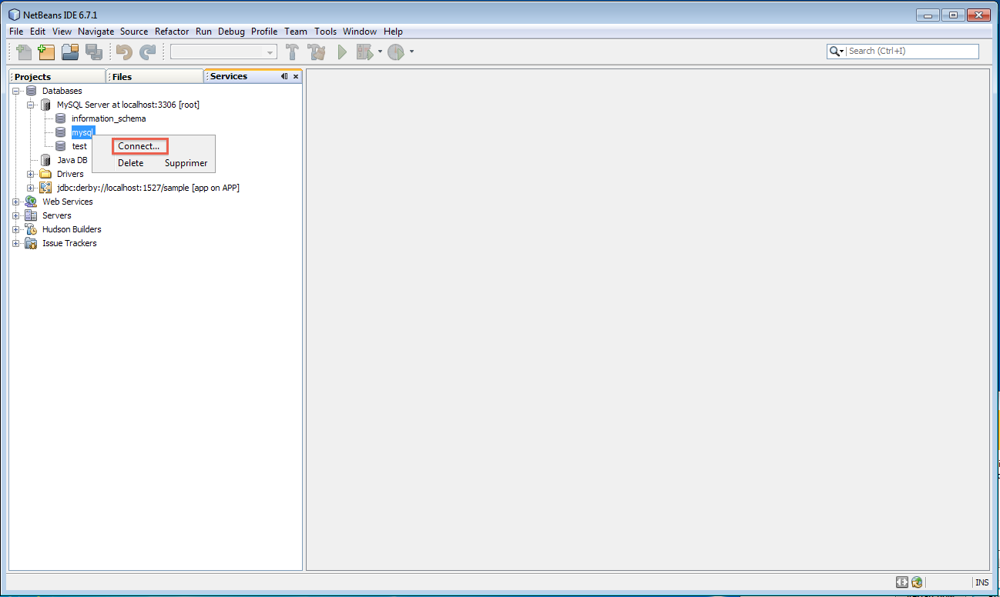 NetBeans IDE 6.7.1
File Edit View Navigate Source Refactor Run Debug Profile Team Tools Window Help
Search (Ctrl+I)
Projects Files Services
Databases
MySQL Server at localhost:3306 [root]
information_schema
mysql
test
Connect...
Delete Supprimer
Java DB
Drivers
jdbc:derby://localhost:1527/sample [app on APP]
Web Services
Servers
Hudson Builders
Issue Trackers
INS